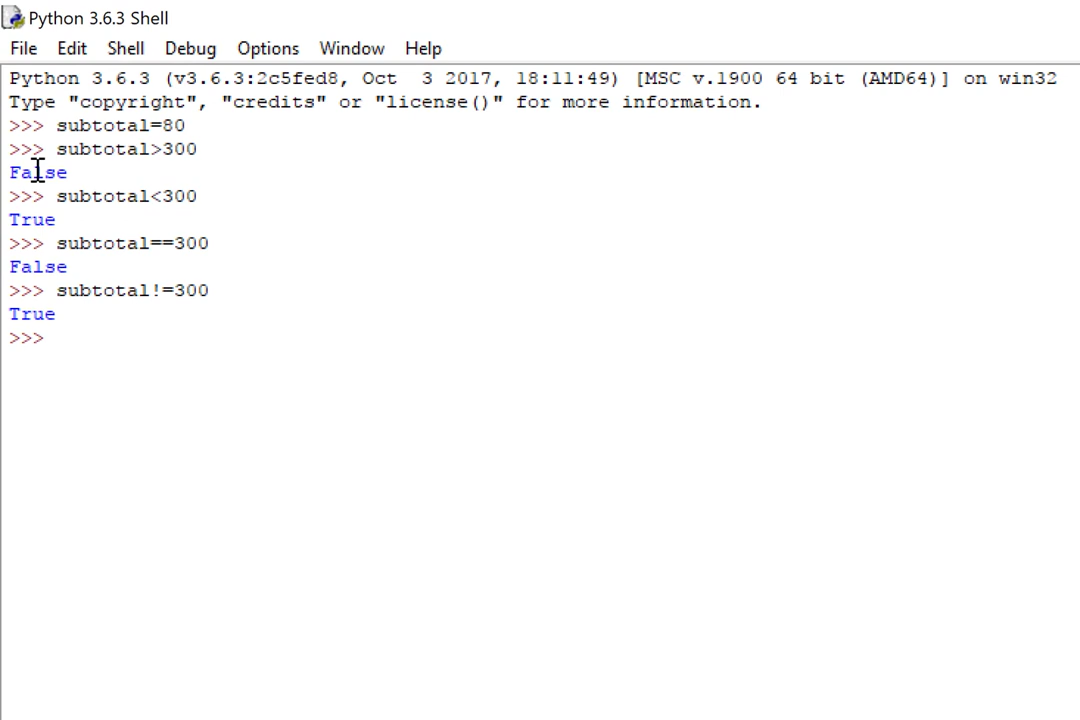 Python 3.6.3 Shell
File Edit Shell Debug Options Window Help
Python 3.6.3 (v3.6.3:2c5fed8, Oct  3 2017, 18:11:49) [MSC v.1900 64 bit (AMD64)] on win32
Type "copyright", "credits" or "license()" for more information.
>>> subtotal=80
>>> subtotal>300
False
>>> subtotal<300
True
>>> subtotal==300
False
>>> subtotal!=300
True
>>>